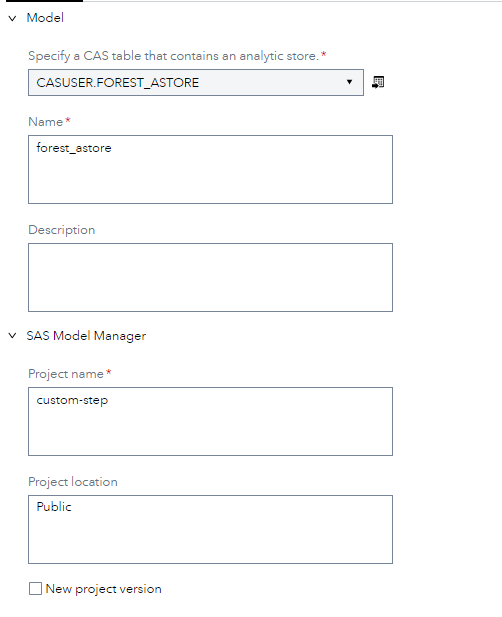 Model
Specify a CAS table that contains an analytic store.*
CASUSER.FOREST_ASTORE
Name*
forest_astore
Description
SAS Model Manager
Project name*
custom-step
Project location
Public
New project version